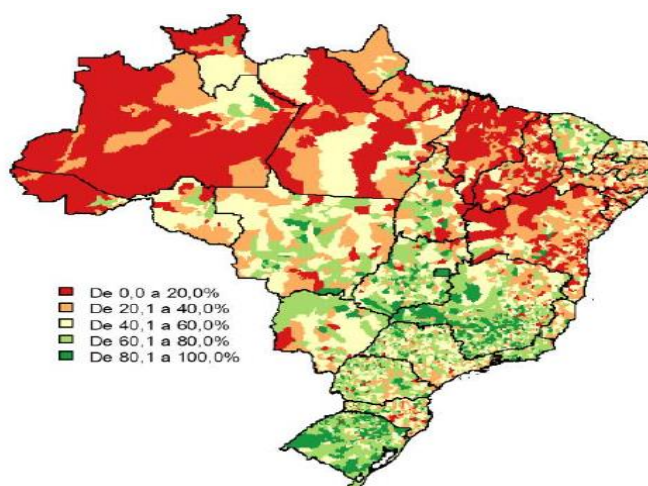 De 0,0 a 20,0%
De 20,1 a 40,0%
De 40,1 a 60,0%
De 60,1 a 80,0%
De 80,1 a 100,0%